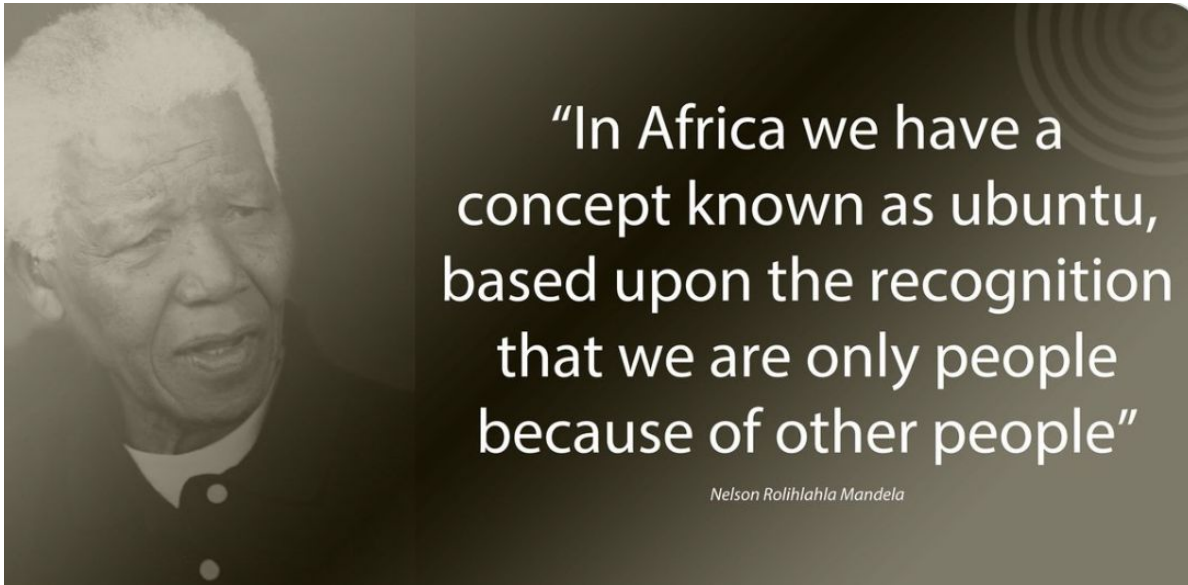 “In Africa we have a
concept known as ubuntu,
based upon the recognition
that we are only people
because of other people”
Nelson Rolihlahla Mandela